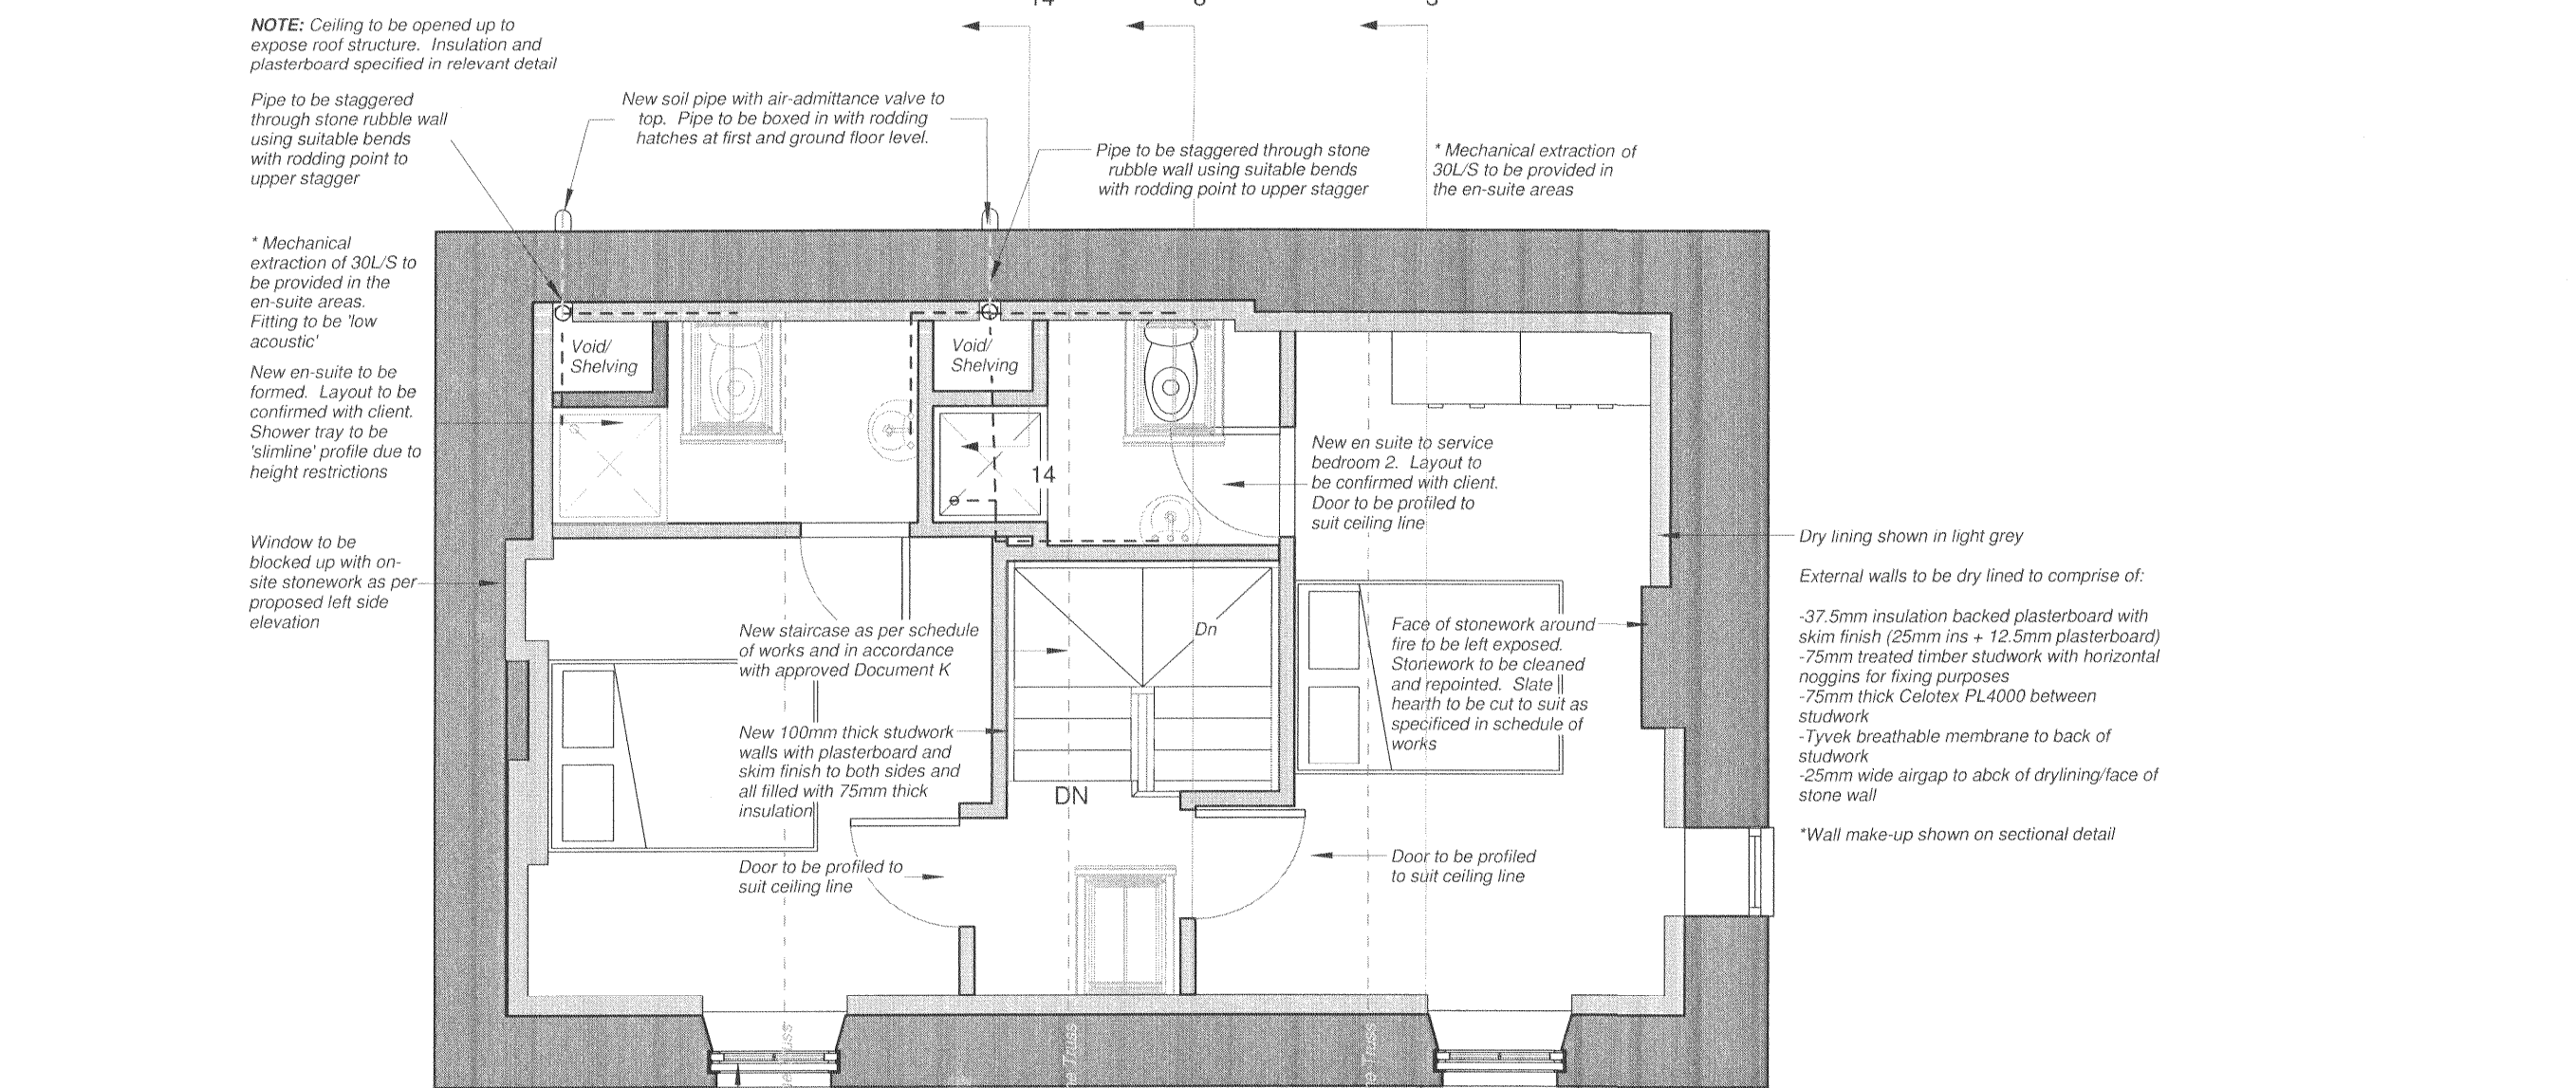 NOTE: Ceiling to be opened up to
expose roof structure. Insulation and
plasterboard specified in relevant detail
Pipe to be staggered
through stone rubble wall
using suitable bends
with rodding point to
upper stagger
New soil pipe with air-admittance valve to
top. Pipe to be boxed in with rodding
hatches at first and ground floor level.
Pipe to be staggered through stone
rubble wall using suitable bends
with rodding point to upper stagger
* Mechanical extraction of
30L/S to be provided in
the en-suite areas
* Mechanical
extraction of 30L/S to
be provided in the
en-suite areas.
Fitting to be 'low
acoustic'
New en-suite to be
formed. Layout to be
confirmed with client.
Shower tray to be
'slimline' profile due to
height restrictions
Window to be
blocked up with on-
site stonework as per
proposed left side
elevation
Void/
Shelving
Void/
Shelving
14
New en suite to service
bedroom 2. Layout to
be confirmed with client.
Door to be profiled to
suit ceiling line
New staircase as per schedule
of works and in accordance
with approved Document K
Dn
New 100mm thick studwork
walls with plasterboard and
skim finish to both sides and
all filled with 75mm thick
insulation
DN
Door to be profiled to
suit ceiling line
Face of stonework around
fire to be left exposed.
Stonework to be cleaned
and repointed. Slate
hearth to be cut to suit as
specificed in schedule of
works
Door to be profiled
to suit ceiling line
Dry lining shown in light grey
External walls to be dry lined to comprise of:
-37.5mm insulation backed plasterboard with
skim finish (25mm ins + 12.5mm plasterboard)
-75mm treated timber studwork with horizontal
noggins for fixing purposes
-75mm thick Celotex PL4000 between
studwork
-Tyvek breathable membrane to back of
studwork
-25mm wide airgap to abck of drylining/face of
stone wall
*Wall make-up shown on sectional detail
Truss